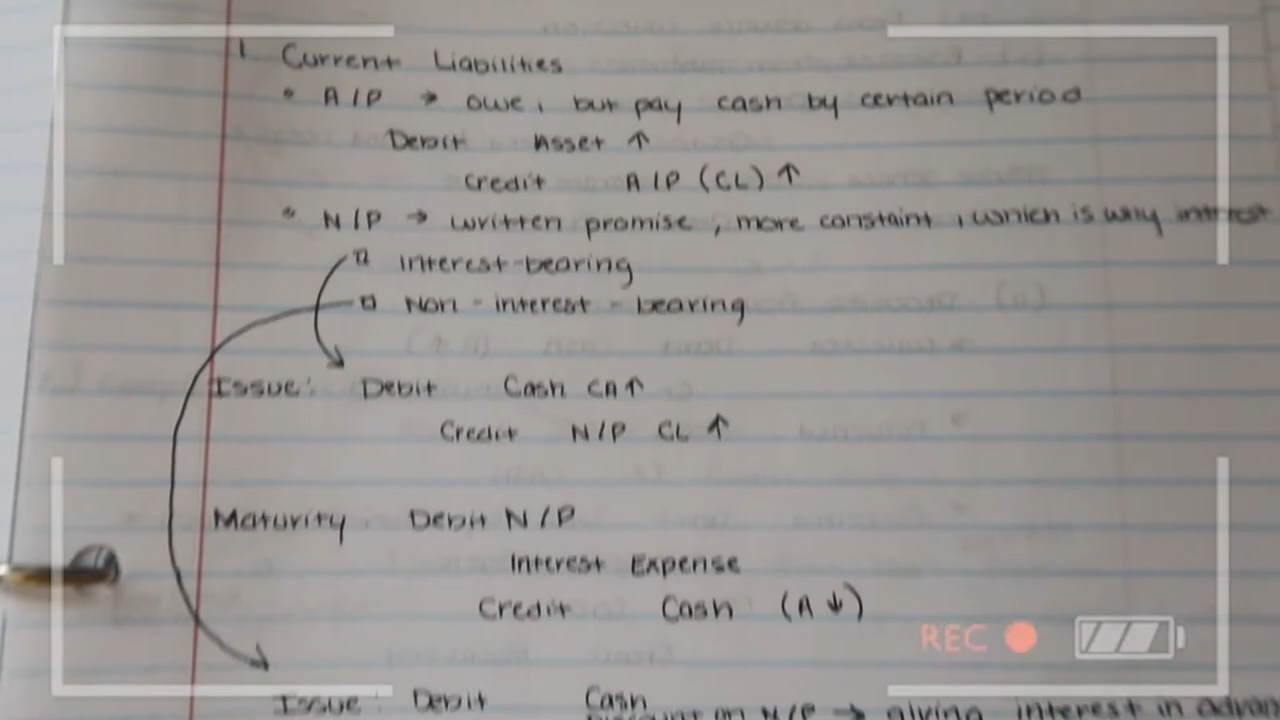 1 Current Liabilities
• A/P → owe, but pay cash by certain period
Debit Asset ↑
Credit A/P (CL) ↑
• N/P → written promise, more constaint, which is why interest
Interest-bearing
Non-interest-bearing
Issue: Debit Cash CA↑
Credit N/P CL ↑
Maturity Debit N/P
Interest Expense
Credit Cash (A↓)
REC
Issue: Debit Cash
Discount on N/P → giving interest in advan